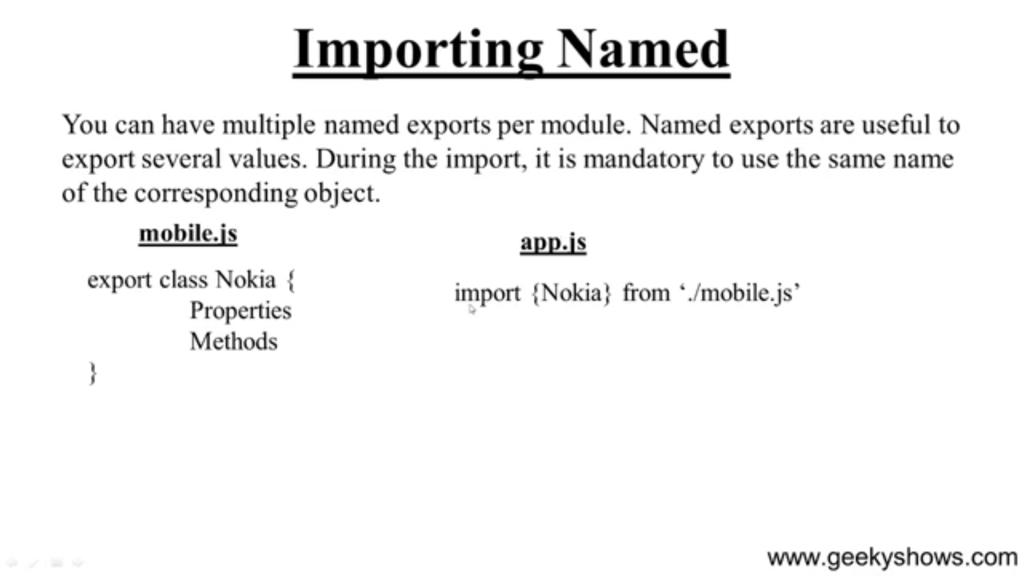 Importing Named
You can have multiple named exports per module. Named exports are useful to
export several values. During the import, it is mandatory to use the same name
of the corresponding object.
mobile.js
export class Nokia {
Properties
Methods
}
app.js
import {Nokia} from ‘./mobile.js’
www.geekyshows.com